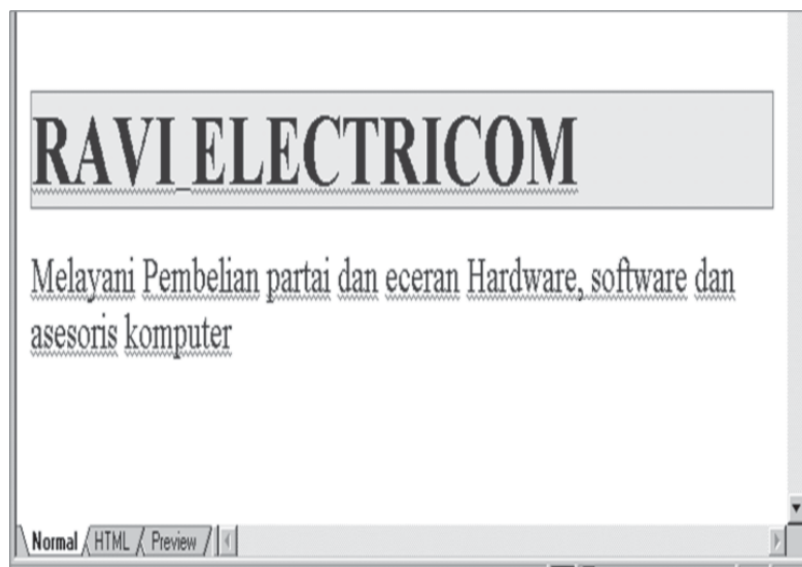 RAVI ELECTRICOM
Melayani Pembelian partai dan eceran Hardware, software dan
asesoris komputer
Normal HTML Preview